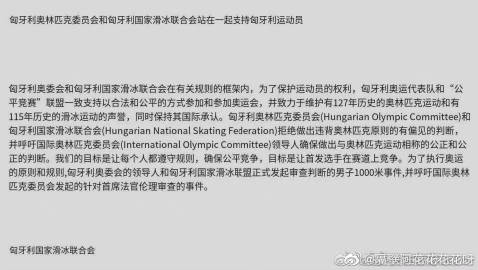 匈牙利奥林匹克委员会和匈牙利国家滑冰联合会站在一起支持匈牙利运动员
匈牙利奥委会和匈牙利国家滑冰联合会在有关规则的框架内，为了保护运动员的权利，匈牙利奥运代表队和“公
平竞赛”联盟一致支持以合法和公平的方式参加和参加奥运会，并致力于维护有127年历史的奥林匹克运动和有
115年历史的滑冰运动的声誉，同时保持其国际承认。匈牙利奥林匹克委员会(Hungarian Olympic Committee)和
匈牙利国家滑冰联合会(Hungarian National Skating Federation)拒绝做出违背奥林匹克原则的有偏见的判断，
并呼吁国际奥林匹克委员会(International Olympic Committee)领导人确保做出与奥林匹克运动相称的公正和公
正的判断。我们的目标是让每个人都遵守规则，确保公平竞争，目标是让首发选手在赛道上竞争。为了执行奥运
的原则和规则,匈牙利奥委会的领导人和匈牙利国家滑冰联盟正式发起审查判断的男子1000米事件,并呼吁国际奥
林匹克委员会发起的针对首席法官伦理审查的事件。
匈牙利国家滑冰联合会